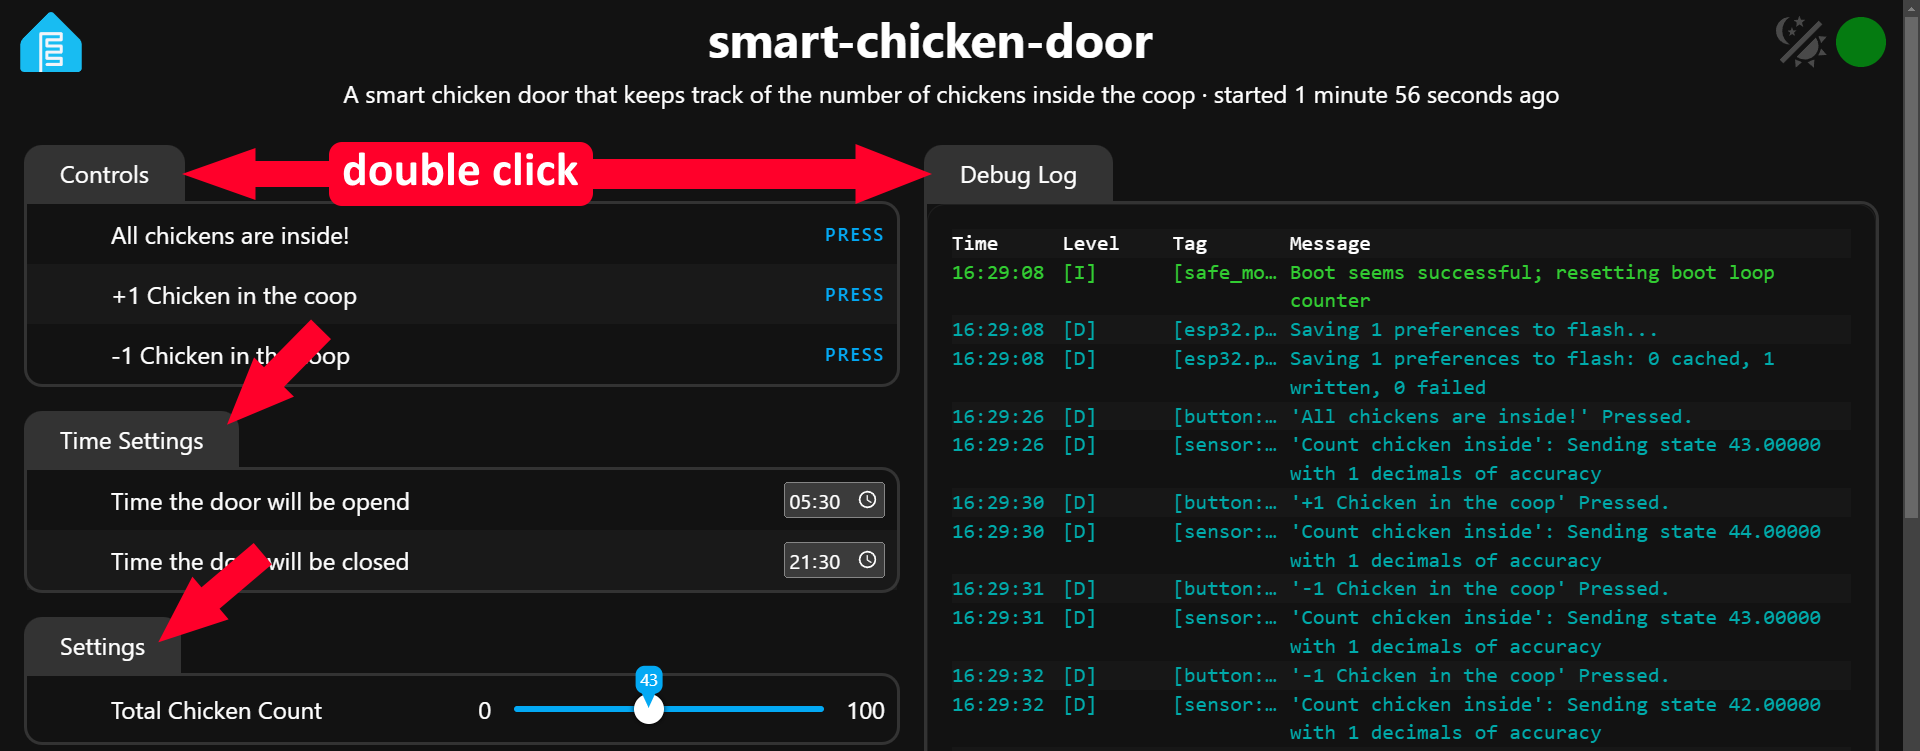 smart-chicken-door
A smart chicken door that keeps track of the number of chickens inside the coop · started 1 minute 56 seconds ago
double click
Controls
All chickens are inside!
PRESS
+1 Chicken in the coop
PRESS
-1 Chicken in coop
PRESS
Time Settings
Time the door will be opend
05:30
Time the will be closed
21:30
Settings
Total Chicken Count
0
43
100
Debug Log
Time Level Tag Message
16:29:08 [I] [safe_mo… Boot seems successful; resetting boot loop
counter
16:29:08 [D] [esp32.p… Saving 1 preferences to flash...
16:29:08 [D] [esp32.p… Saving 1 preferences to flash: 0 cached, 1
written, 0 failed
16:29:26 [D] [button:… 'All chickens are inside!' Pressed.
16:29:26 [D] [sensor:… 'Count chicken inside': Sending state 43.00000
with 1 decimals of accuracy
16:29:30 [D] [button:… '+1 Chicken in the coop' Pressed.
16:29:30 [D] [sensor:… 'Count chicken inside': Sending state 44.00000
with 1 decimals of accuracy
16:29:31 [D] [button:… '-1 Chicken in the coop' Pressed.
16:29:31 [D] [sensor:… 'Count chicken inside': Sending state 43.00000
with 1 decimals of accuracy
16:29:32 [D] [button:… '-1 Chicken in the coop' Pressed.
16:29:32 [D] [sensor:… 'Count chicken inside': Sending state 42.00000
with 1 decimals of accuracy